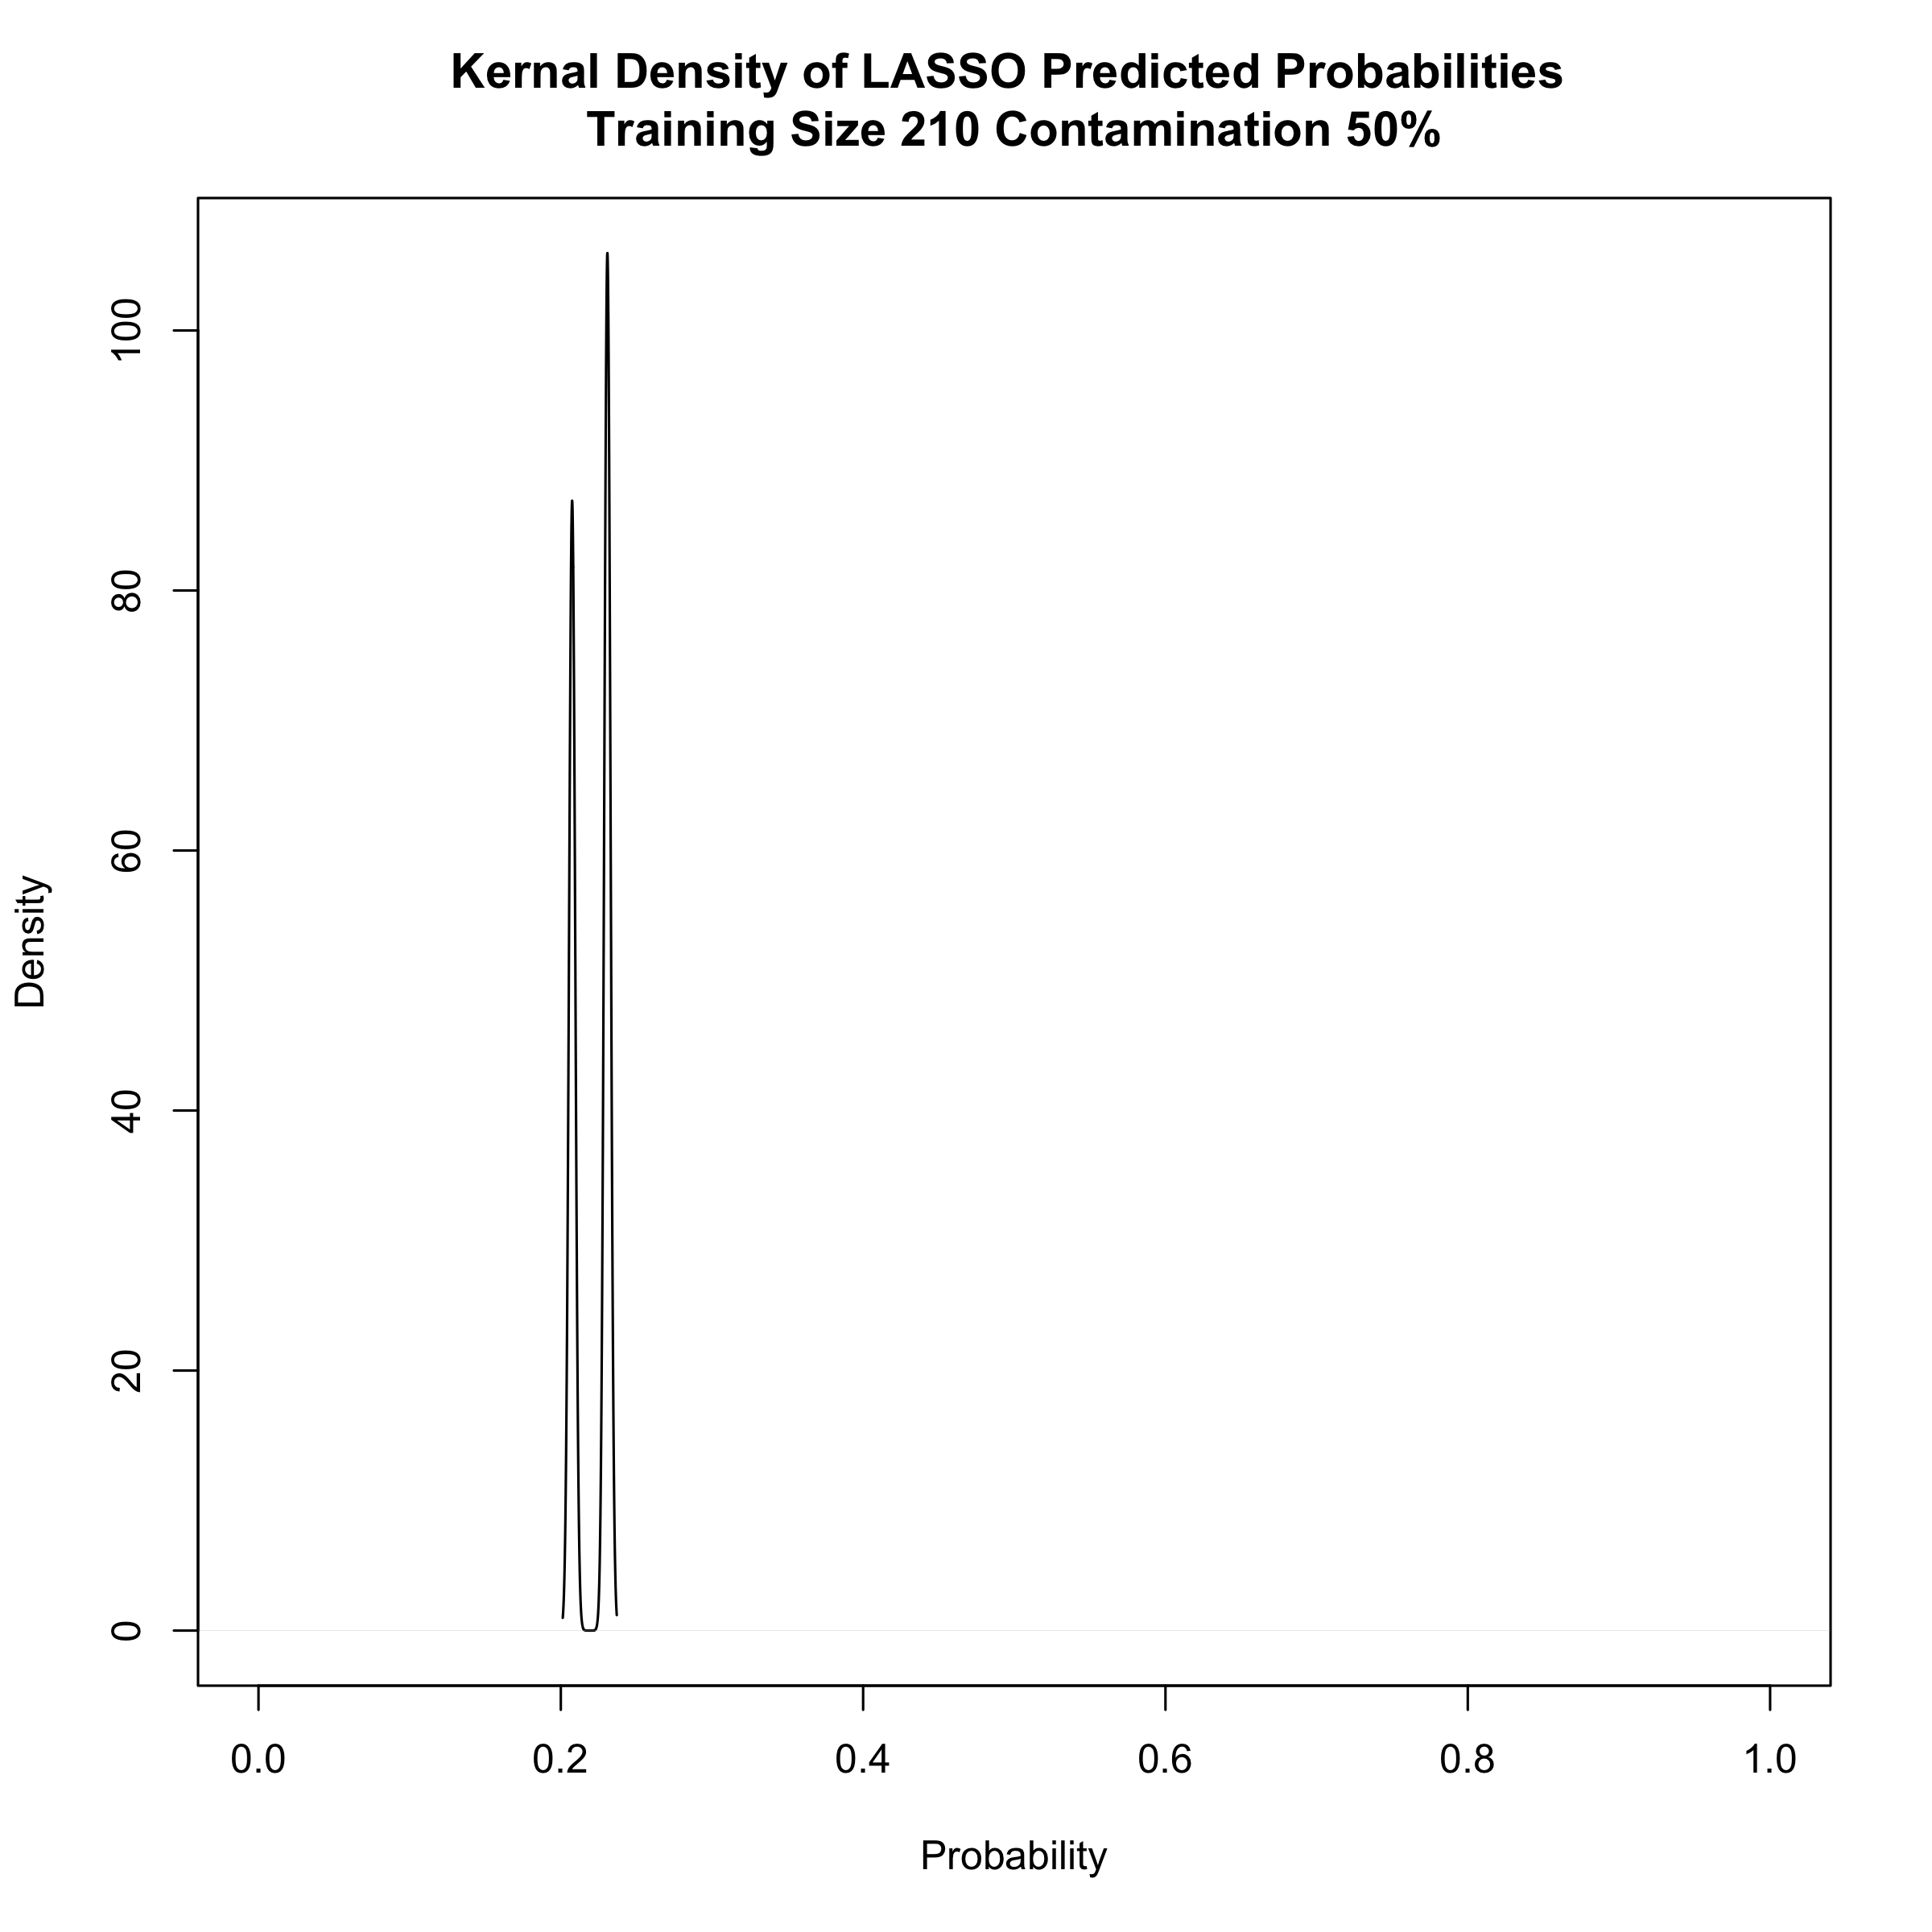 Kernal Density of LASSO Predicted Probabilities
Training Size 210 Contamination 50%
Density
100
80
60
40
20
0
0.0 0.2 0.4 0.6 0.8 1.0
Probability